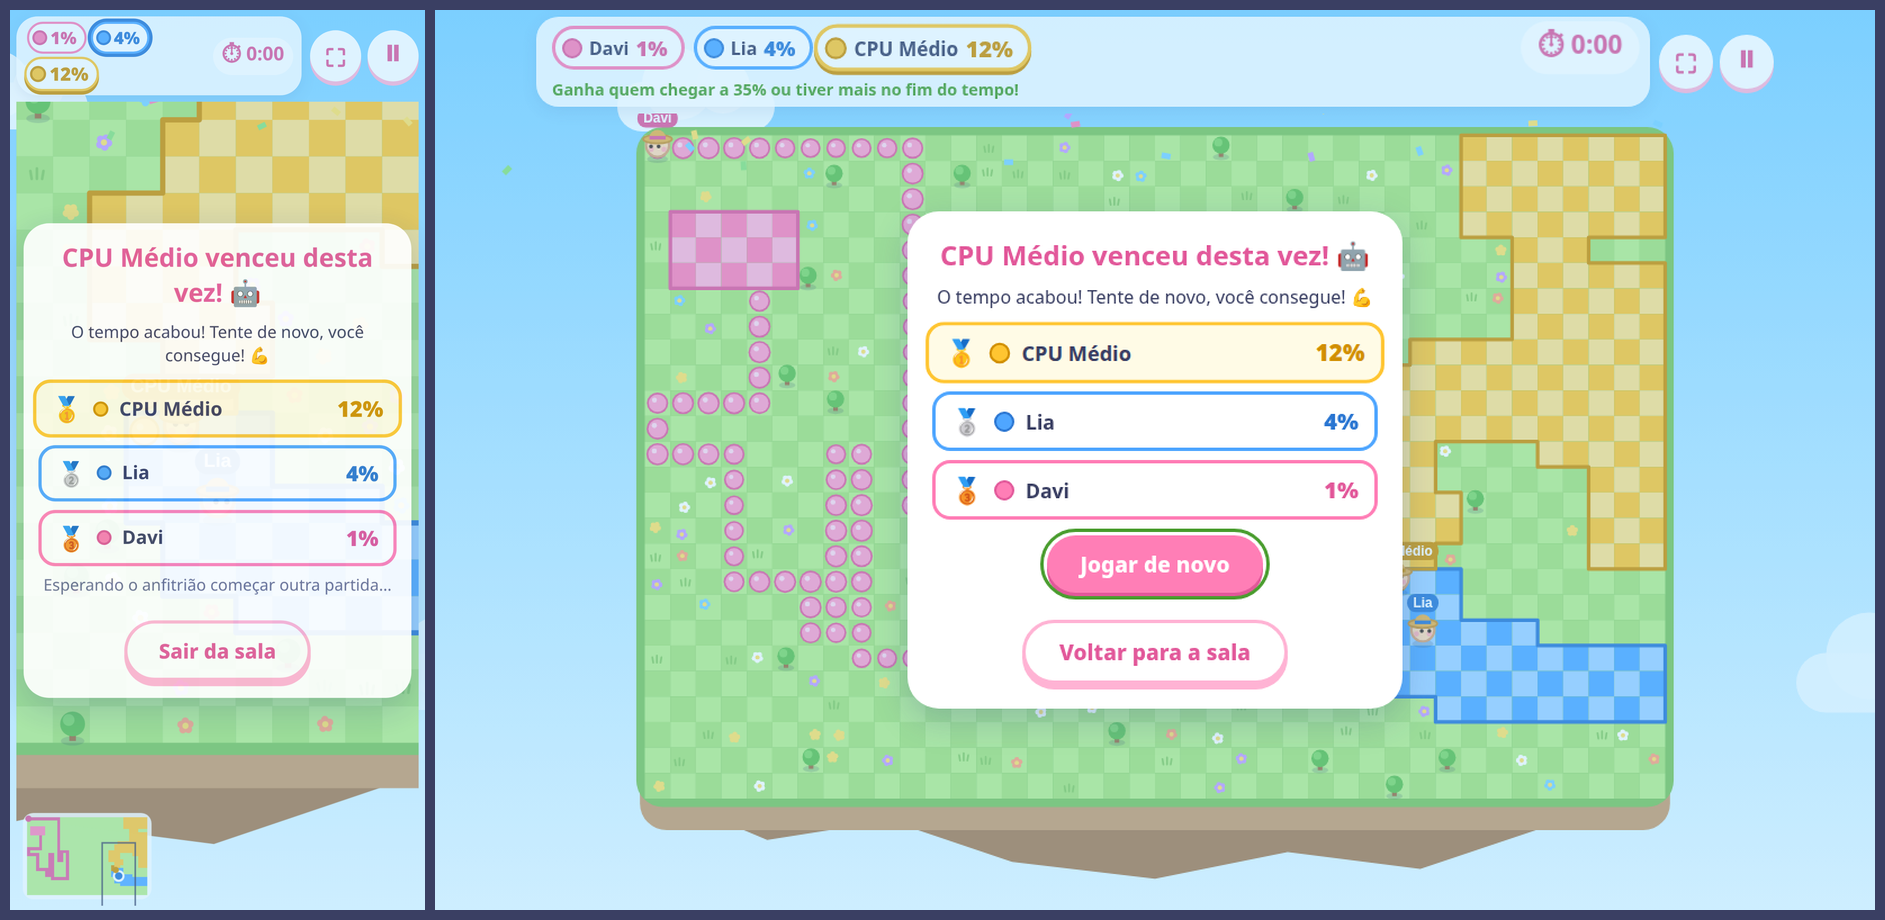 1%
4%
12%
0:00
CPU Médio venceu desta
vez!
O tempo acabou! Tente de novo, você
consegue!
CPU Médio 12%
Lia 4%
Davi 1%
Esperando o anfitrião começar outra partida...
Sair da sala
Davi 1%
Lia 4%
CPU Médio 12%
0:00
Ganha quem chegar a 35% ou tiver mais no fim do tempo!
Davi
CPU Médio venceu desta vez!
O tempo acabou! Tente de novo, você consegue!
CPU Médio 12%
Lia 4%
Davi 1%
Jogar de novo
Voltar para a sala
Lia